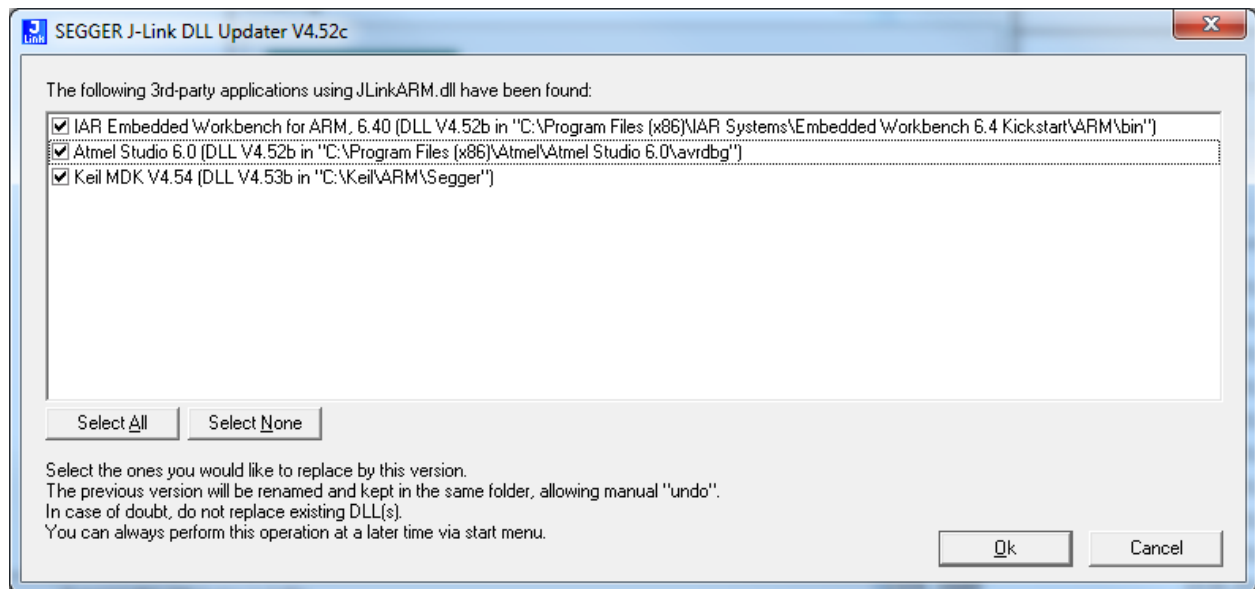 J
Link
SEGGER J-Link DLL Updater V4.52c
The following 3rd-party applications using JLinkARM.dll have been found:
IAR Embedded Workbench for ARM, 6.40 (DLL V4.52b in "C:\Program Files (x86)\IAR Systems\Embedded Workbench 6.4 Kickstart\ARM\bin")
Atmel Studio 6.0 (DLL V4.52b in "C:\Program Files (x86)\Atmel\Atmel Studio 6.0\avrdbg")
Keil MDK V4.54 (DLL V4.53b in "C:\Keil\ARM\Segger")
Select All Select None
Select the ones you would like to replace by this version.
The previous version will be renamed and kept in the same folder, allowing manual "undo".
In case of doubt, do not replace existing DLL(s).
You can always perform this operation at a later time via start menu.
Ok Cancel